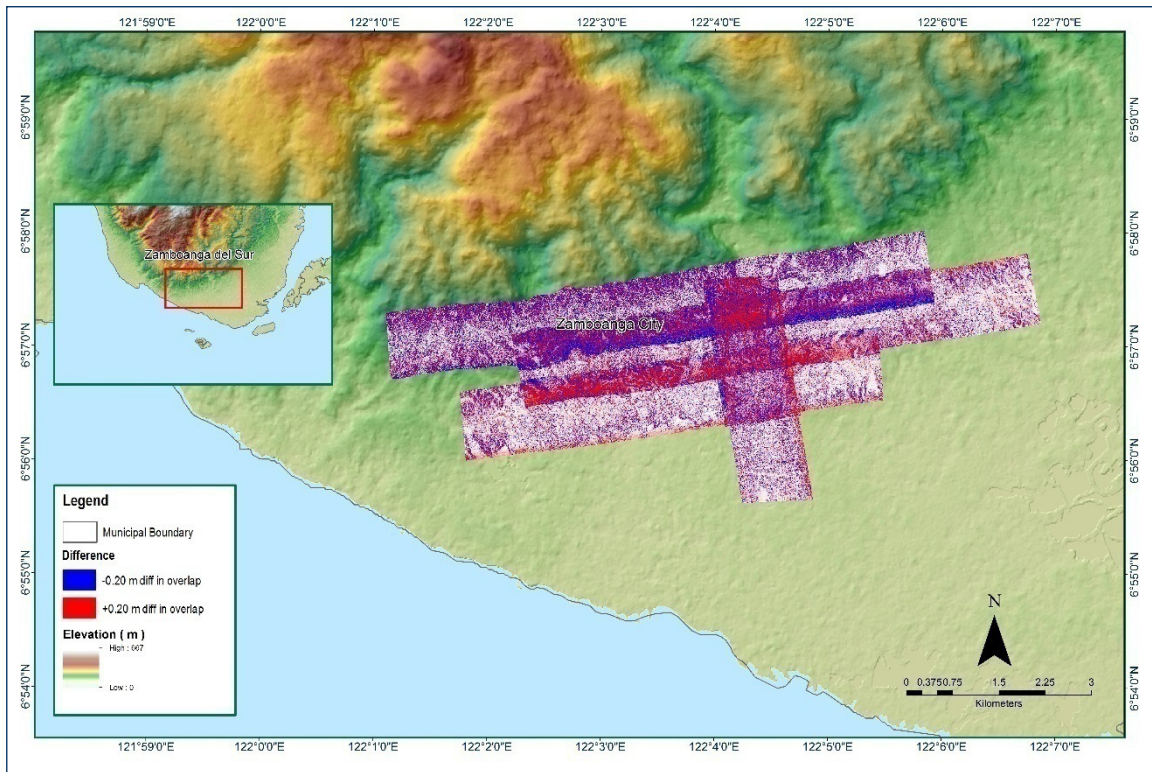 121°59'0"E 122°0'0"E 122°1'0"E 122°2'0"E 122°3'0"E 122°4'0"E 122°5'0"E 122°6'0"E 122°7'0"E
6°59'0"N 6°59'0"N
6°58'0"N 6°58'0"N
Zamboanga del Sur
Zamboanga City
6°57'0"N 6°57'0"N
6°56'0"N 6°56'0"N
Legend
Municipal Boundary
Difference
-0.20 m diff in overlap
+0.20 m diff in overlap
Elevation ( m )
High : 667
Low : 0
6°55'0"N 6°55'0"N
N
0 0.375 0.75 1.5 2.25 3
Kilometers
6°54'0"N 6°54'0"N
121°59'0"E 122°0'0"E 122°1'0"E 122°2'0"E 122°3'0"E 122°4'0"E 122°5'0"E 122°6'0"E 122°7'0"E